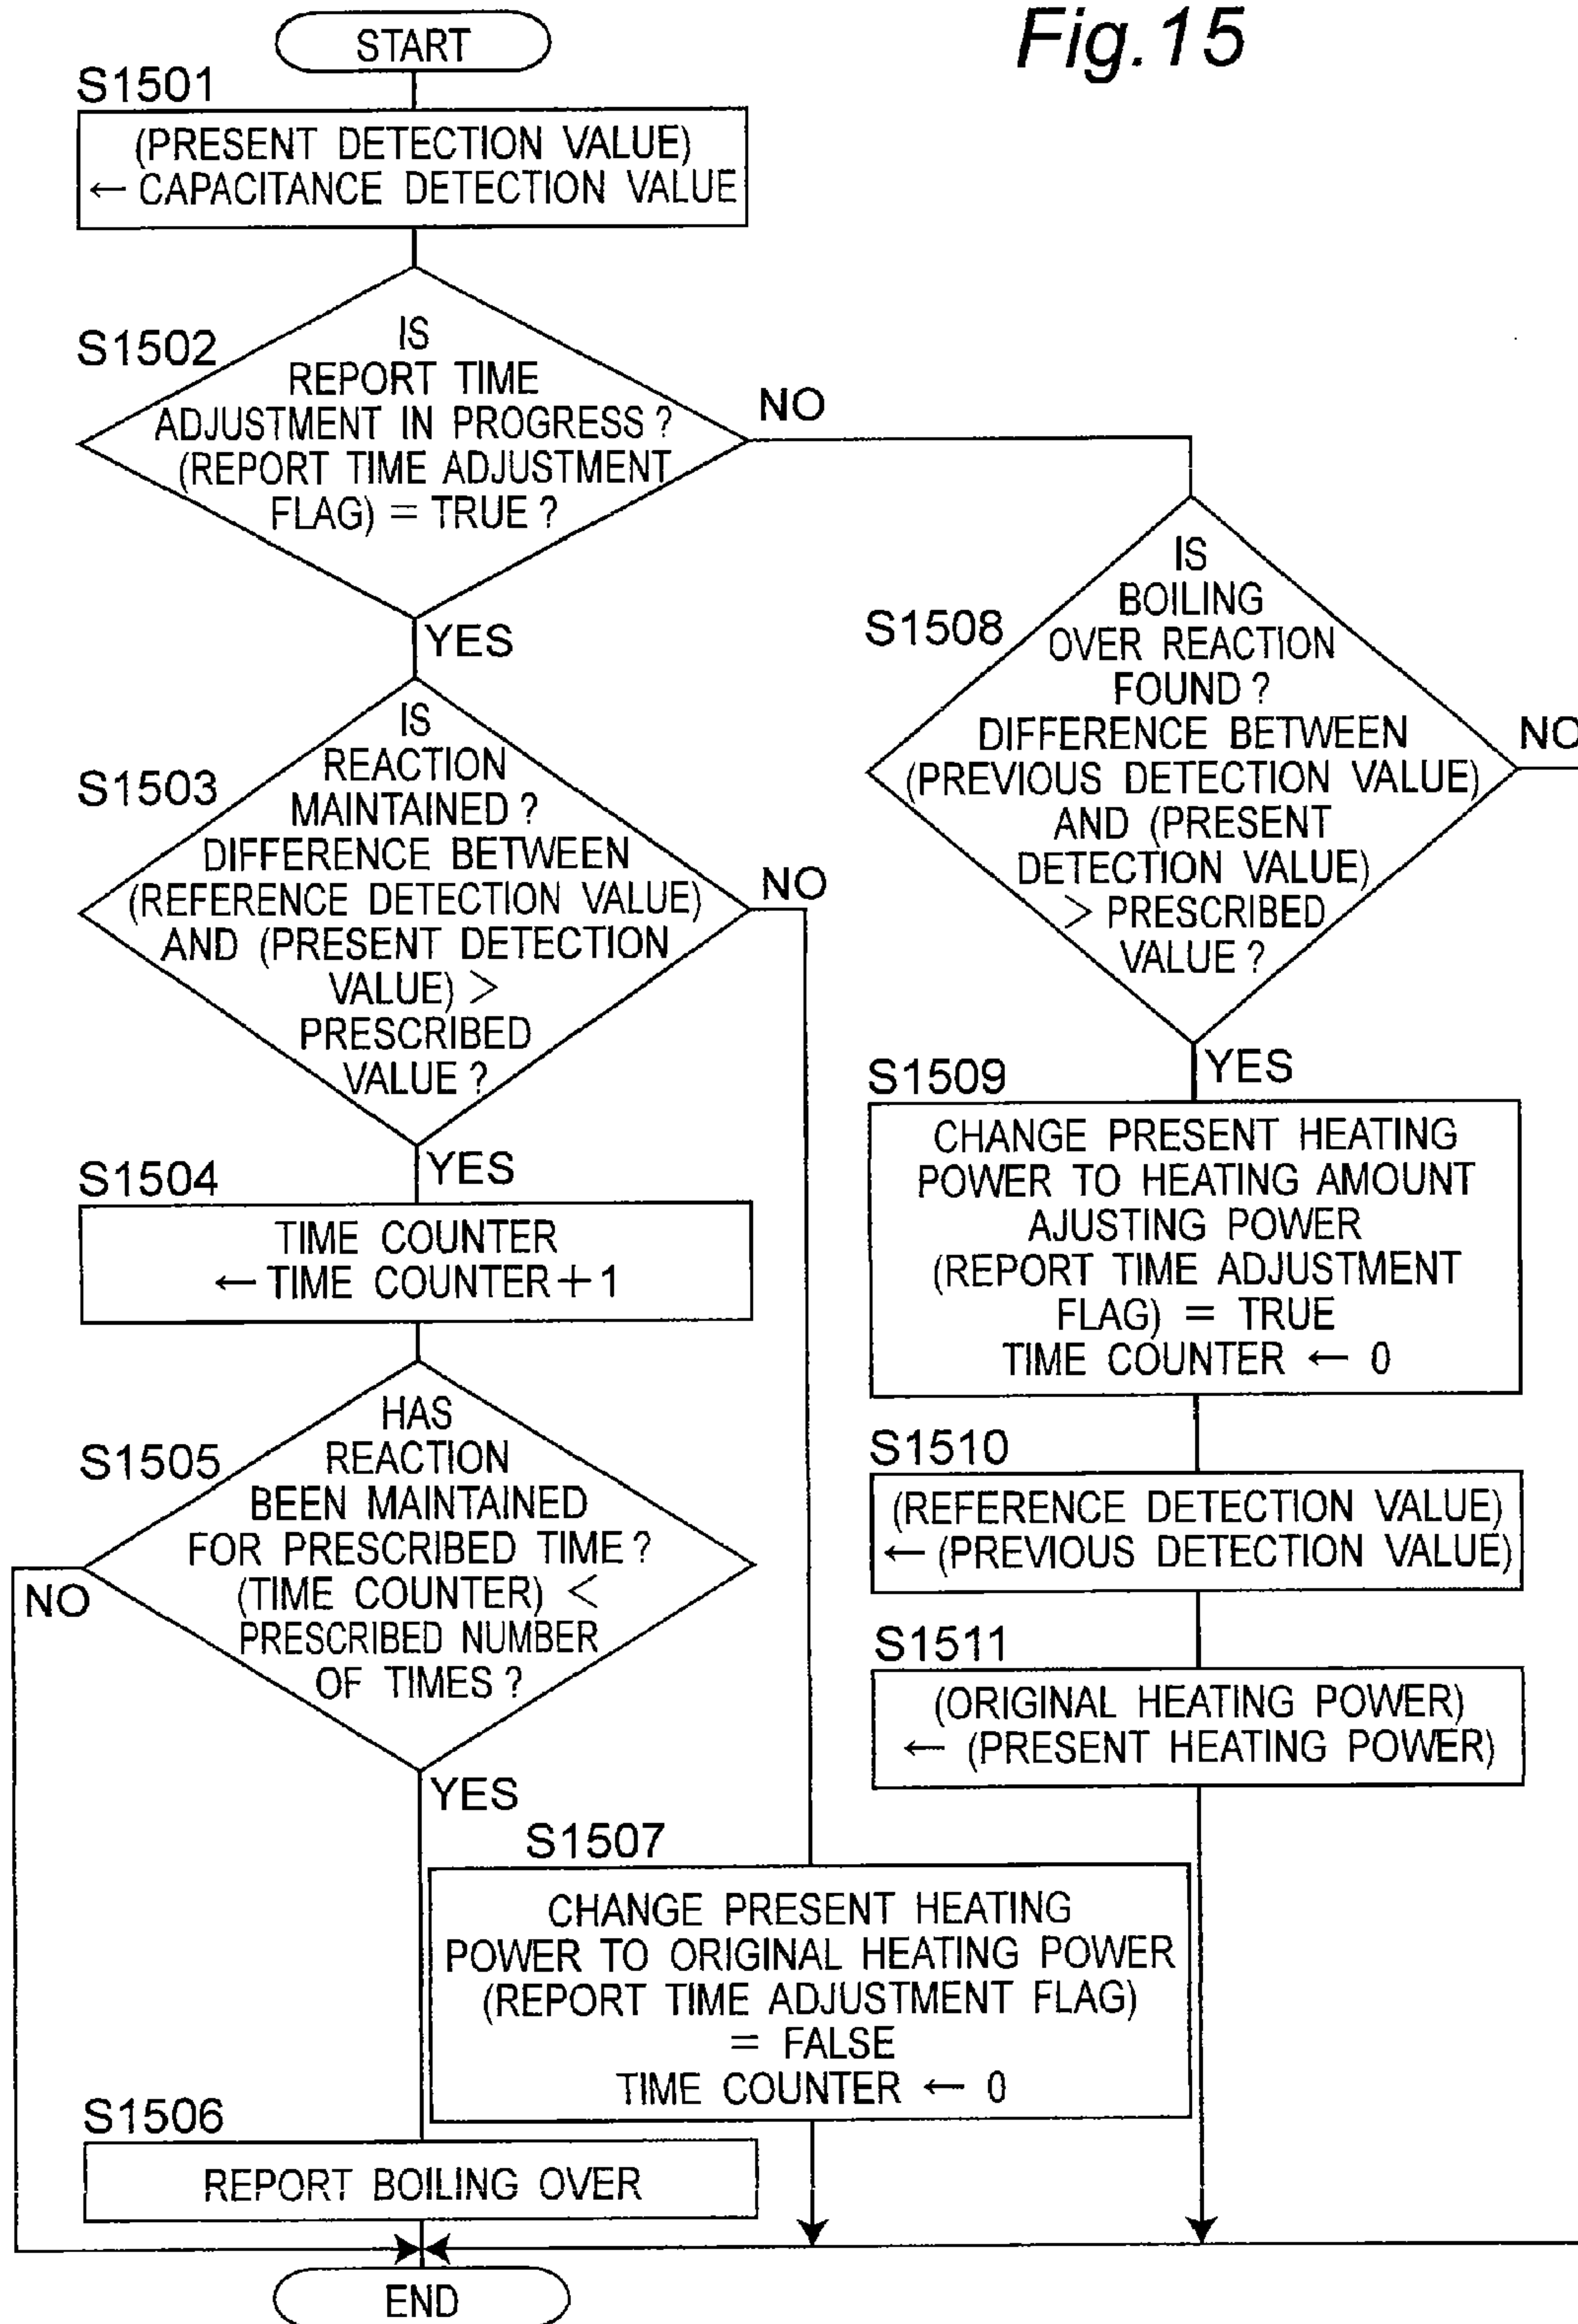 Fig.15
START
S1501
(PRESENT DETECTION VALUE)
← CAPACITANCE DETECTION VALUE
S1502
IS
REPORT TIME
ADJUSTMENT IN PROGRESS?
(REPORT TIME ADJUSTMENT
FLAG) = TRUE?
NO
YES
S1503
IS
REACTION
MAINTAINED?
DIFFERENCE BETWEEN
(REFERENCE DETECTION VALUE)
AND (PRESENT DETECTION
VALUE) >
PRESCRIBED
VALUE?
NO
YES
S1504
TIME COUNTER
← TIME COUNTER+1
S1505
HAS
REACTION
BEEN MAINTAINED
FOR PRESCRIBED TIME?
(TIME COUNTER) <
PRESCRIBED NUMBER
OF TIMES?
NO
YES
S1506
REPORT BOILING OVER
S1507
CHANGE PRESENT HEATING
POWER TO ORIGINAL HEATING POWER
(REPORT TIME ADJUSTMENT FLAG)
= FALSE
TIME COUNTER ← 0
S1508
IS
BOILING
OVER REACTION
FOUND?
DIFFERENCE BETWEEN
(PREVIOUS DETECTION VALUE)
AND (PRESENT
DETECTION VALUE)
> PRESCRIBED
VALUE?
NO
YES
S1509
CHANGE PRESENT HEATING
POWER TO HEATING AMOUNT
AJUSTING POWER
(REPORT TIME ADJUSTMENT
FLAG) = TRUE
TIME COUNTER ← 0
S1510
(REFERENCE DETECTION VALUE)
← (PREVIOUS DETECTION VALUE)
S1511
(ORIGINAL HEATING POWER)
← (PRESENT HEATING POWER)
END